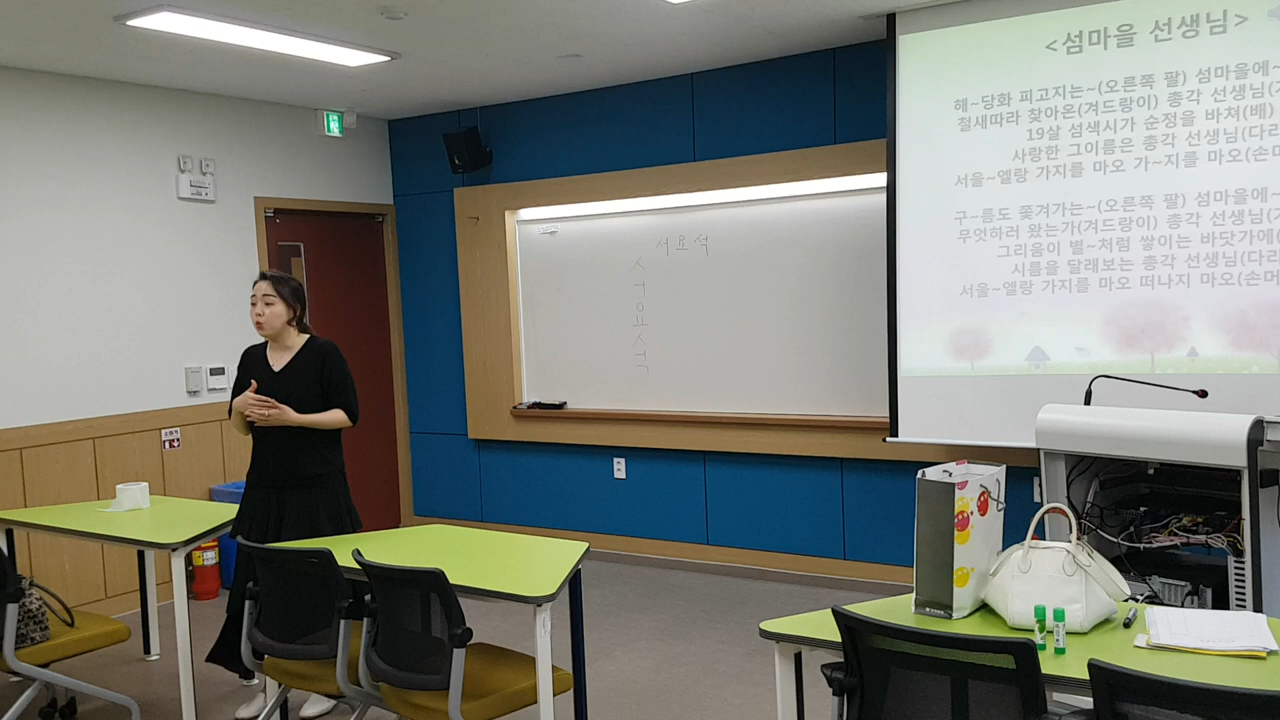 <섬마을 선생님>
해~당화 피고지는~(오른쪽 팔) 섬마을에~
철새따라 찾아온(겨드랑이) 총각 선생님(
19살 섬색시가 순정을 바쳐(배)
사랑한 그이름은 총각 선생님(다리
서울~엘랑 가지를 마오 가~지를 마오(손
구~름도 쫓겨가는~(오른쪽 팔) 섬마을에~
무엇하러 왔는가(겨드랑이) 총각 선생님(
그리움이 별~처럼 쌓이는 바닷가에(
시름을 달래보는 총각 선생님(다리
서울~엘랑 가지를 마오 떠나지 마오(손
서요석
ㅅ
ㅓ
요
ㅅ
ㅓ
ㄱ
소화기